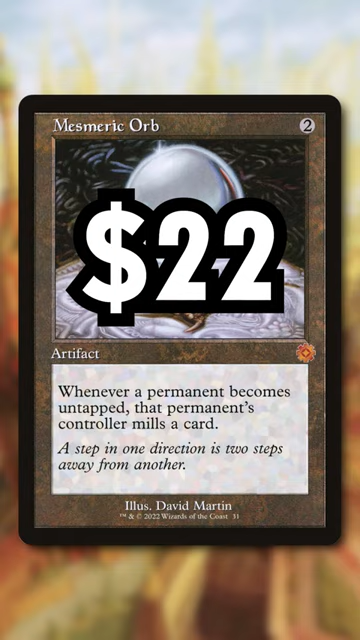 Mesmeric Orb 2
$22
Artifact
Whenever a permanent becomes
untapped, that permanent's
controller mills a card.
A step in one direction is two steps
away from another.
Illus. David Martin
™ & © 2022 Wizards of the Coast 31